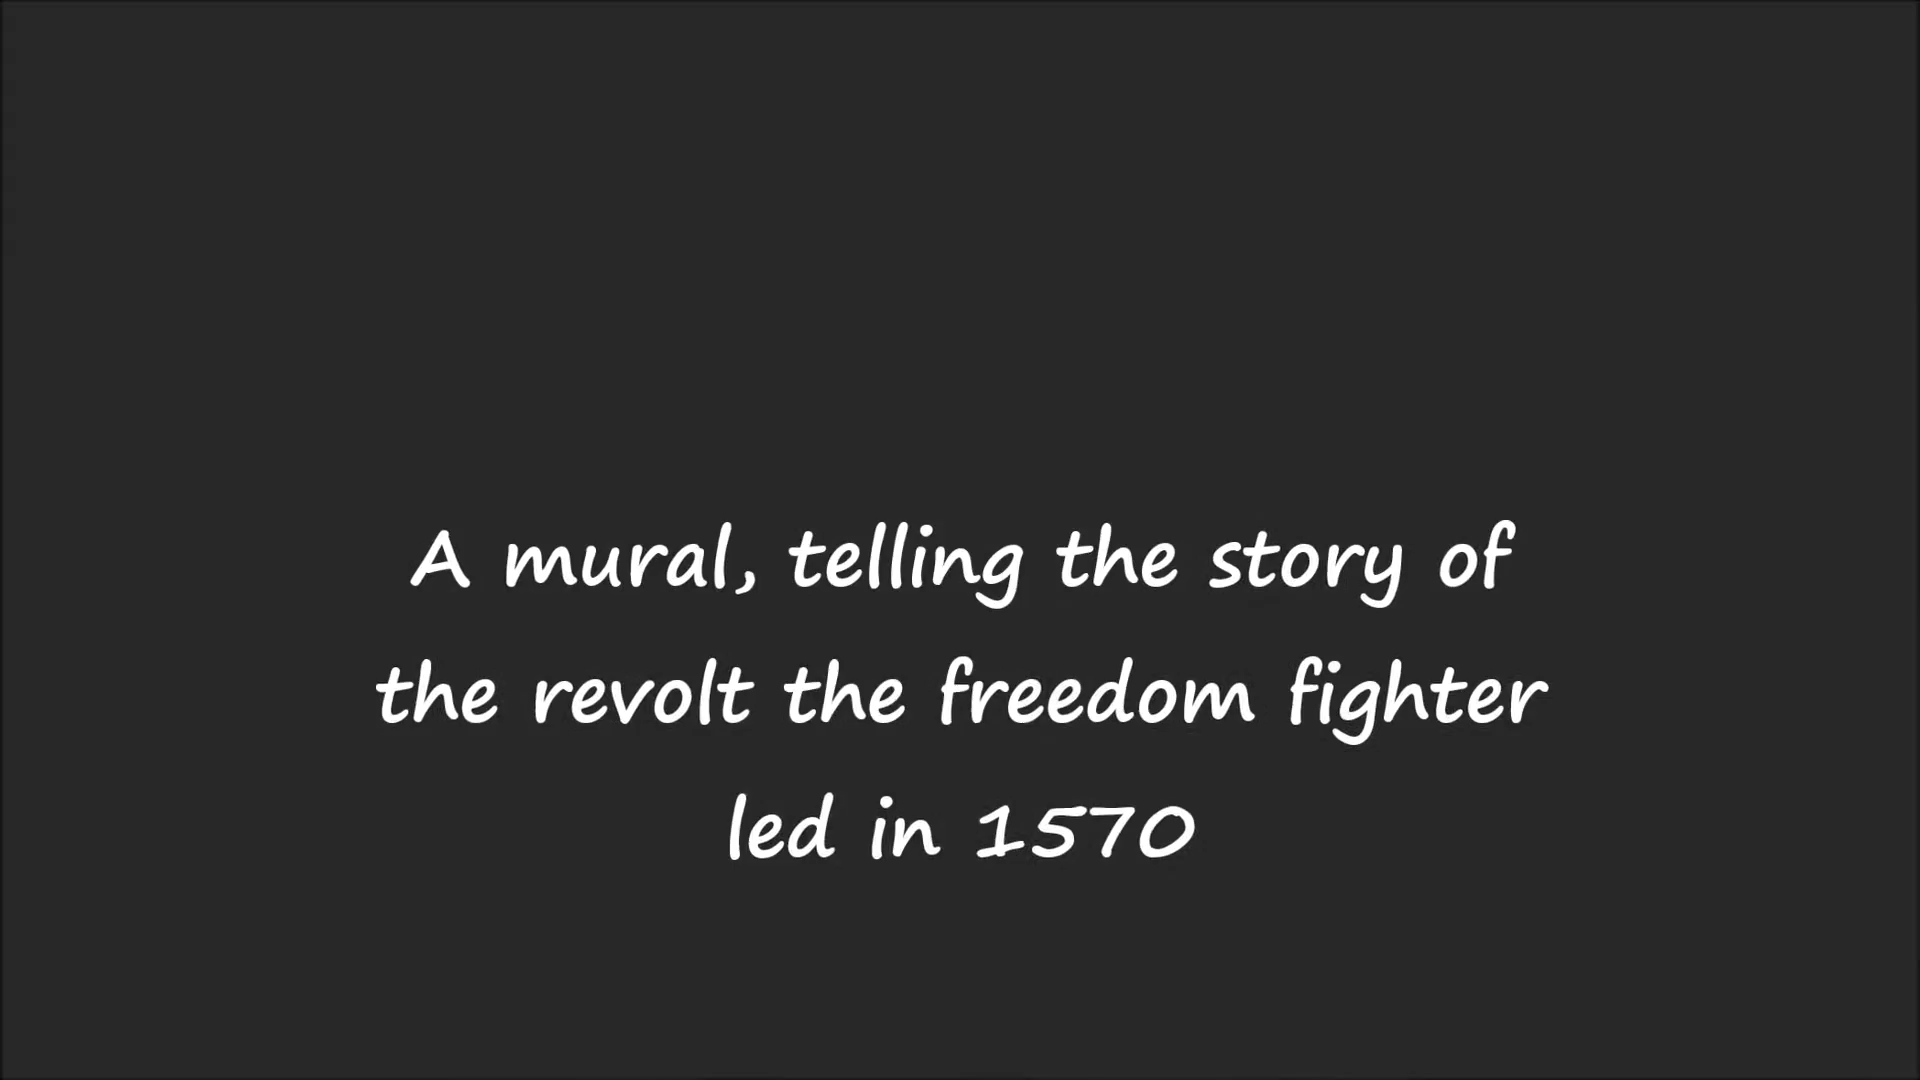 A mural, telling the story of
the revolt the freedom fighter
led in 1570